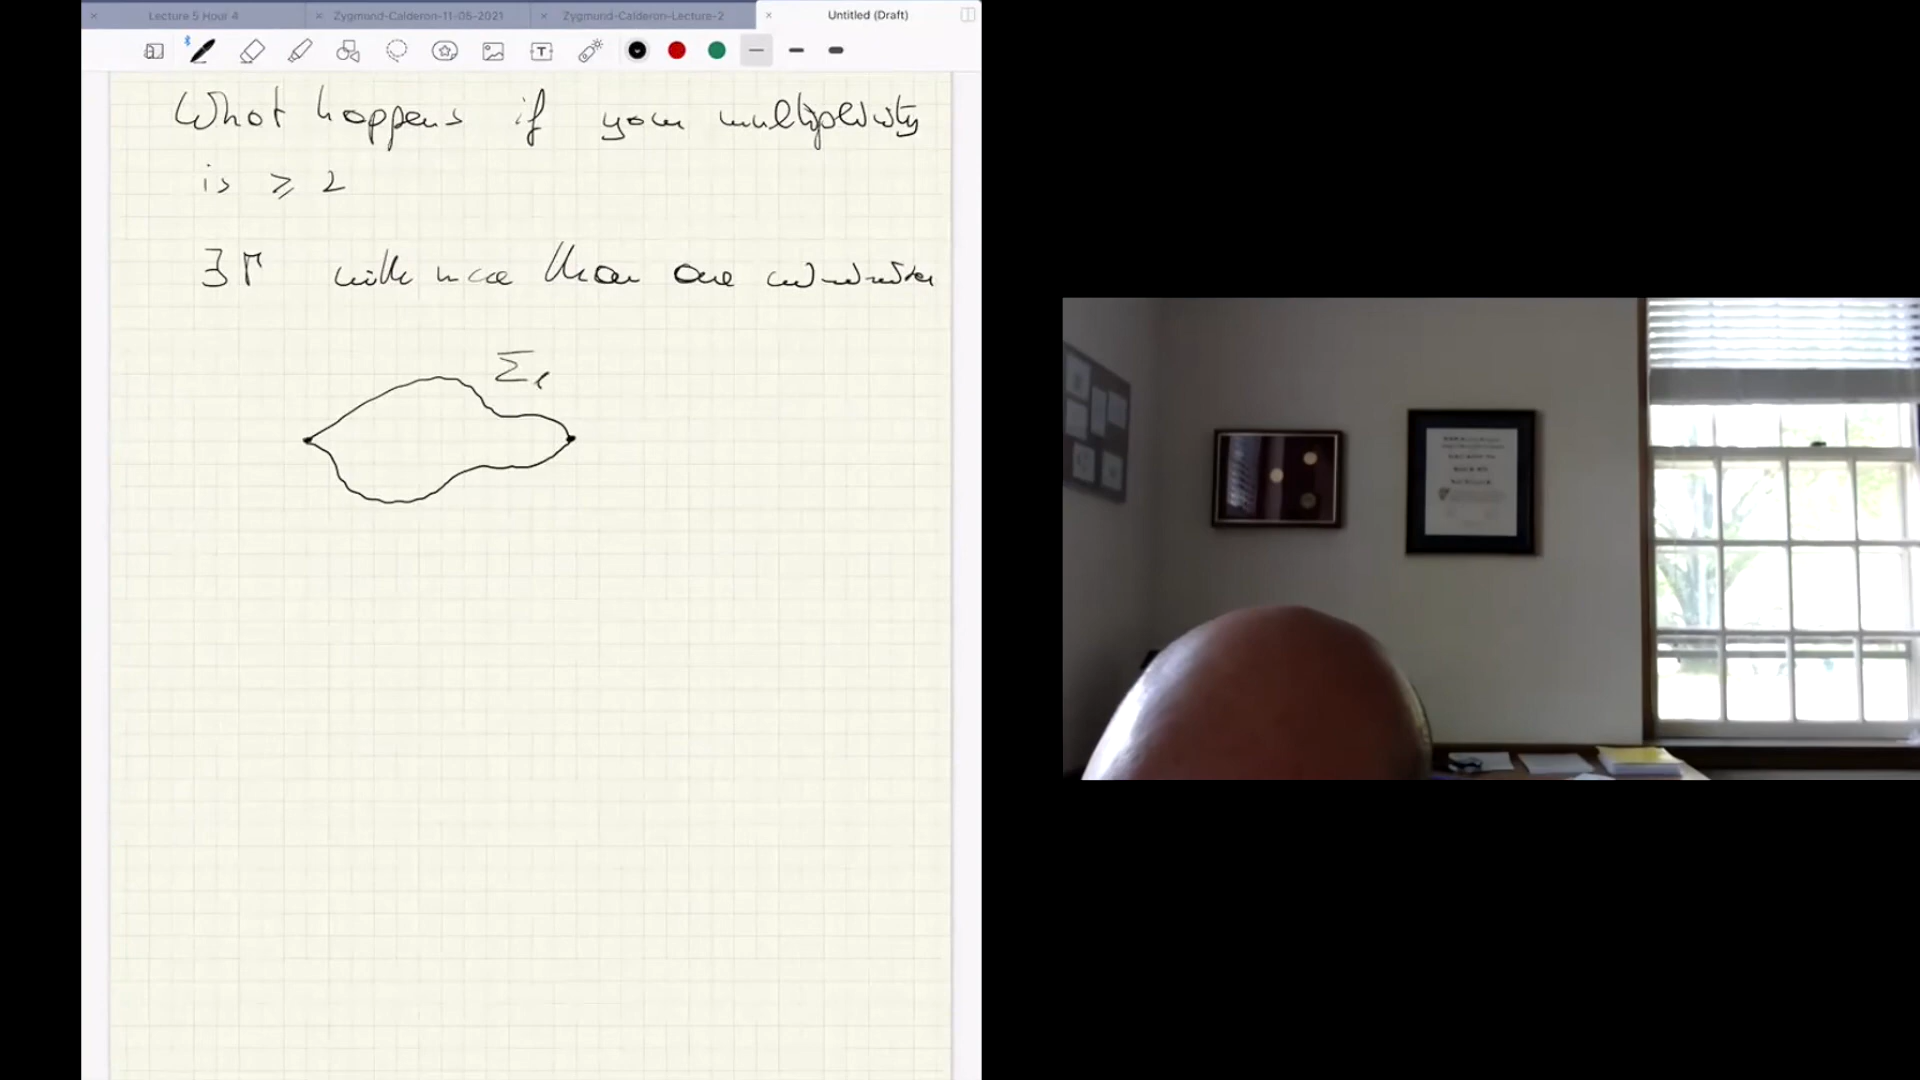 Lecture 5 Hour 4
Zygmund-Calderon-11-05-2021
Zygmund-Calderon-Lecture-2
Untitled (Draft)
What happens if your multiplicity
is ⩾ 2
∃ Γ with more than one minimizer
Σ₁